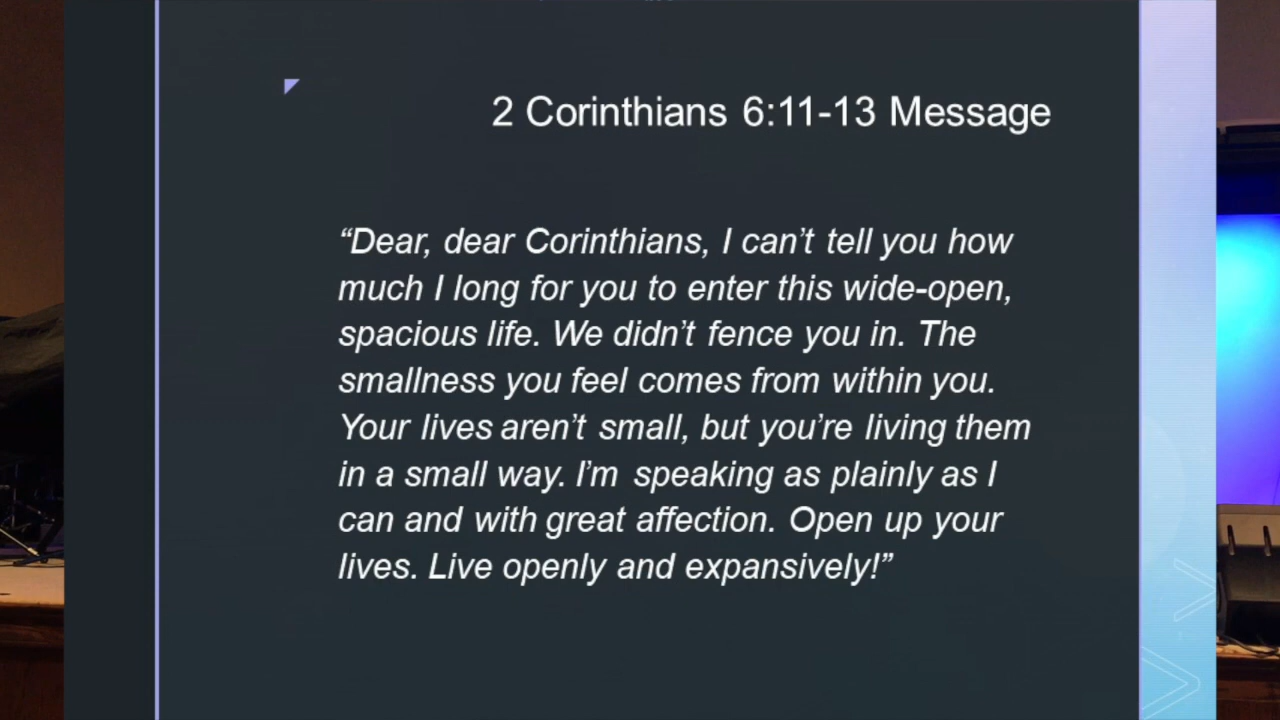 2 Corinthians 6:11-13 Message
“Dear, dear Corinthians, I can’t tell you how
much I long for you to enter this wide-open,
spacious life. We didn’t fence you in. The
smallness you feel comes from within you.
Your lives aren’t small, but you’re living them
in a small way. I’m speaking as plainly as I
can and with great affection. Open up your
lives. Live openly and expansively!”